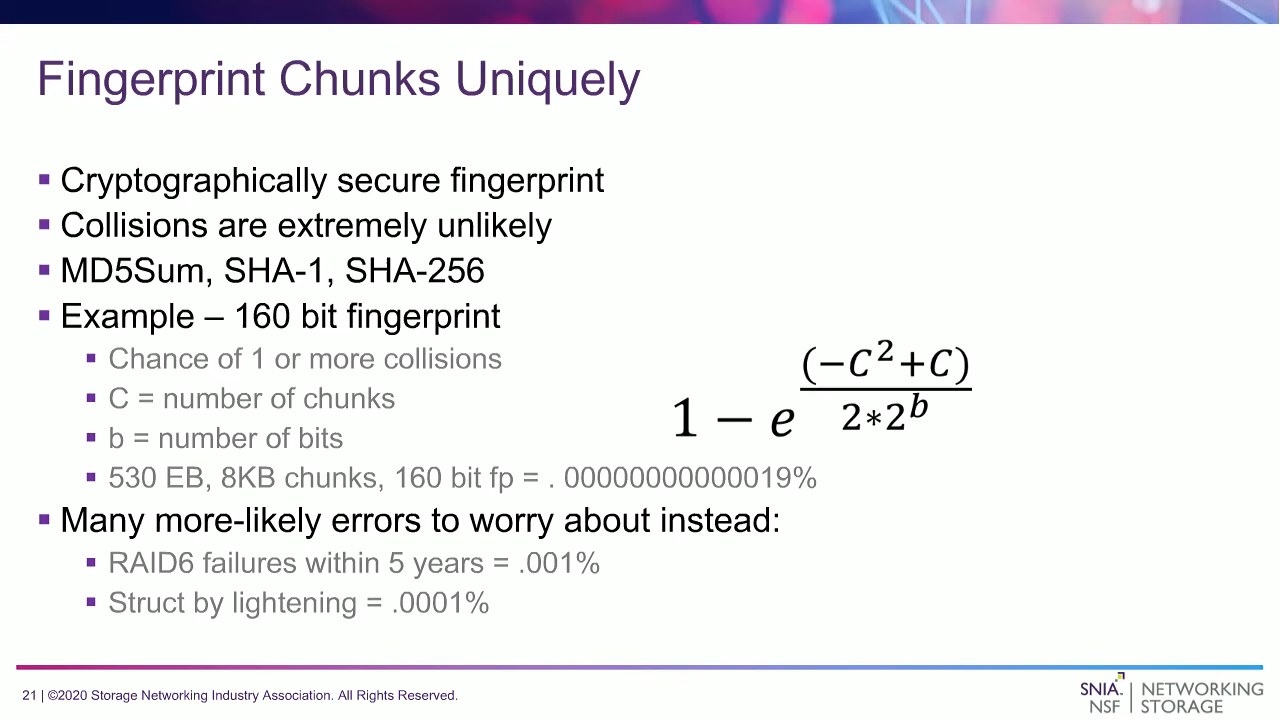 Fingerprint Chunks Uniquely
▪ Cryptographically secure fingerprint
▪ Collisions are extremely unlikely
▪ MD5Sum, SHA-1, SHA-256
▪ Example – 160 bit fingerprint
▪ Chance of 1 or more collisions
▪ C = number of chunks
▪ b = number of bits
1 − e^((−C²+C)/(2∗2^b))
▪ 530 EB, 8KB chunks, 160 bit fp = . 00000000000019%
▪ Many more-likely errors to worry about instead:
▪ RAID6 failures within 5 years = .001%
▪ Struct by lightening = .0001%
21 | ©2020 Storage Networking Industry Association. All Rights Reserved.
SNIA. | NETWORKING
NSF | STORAGE